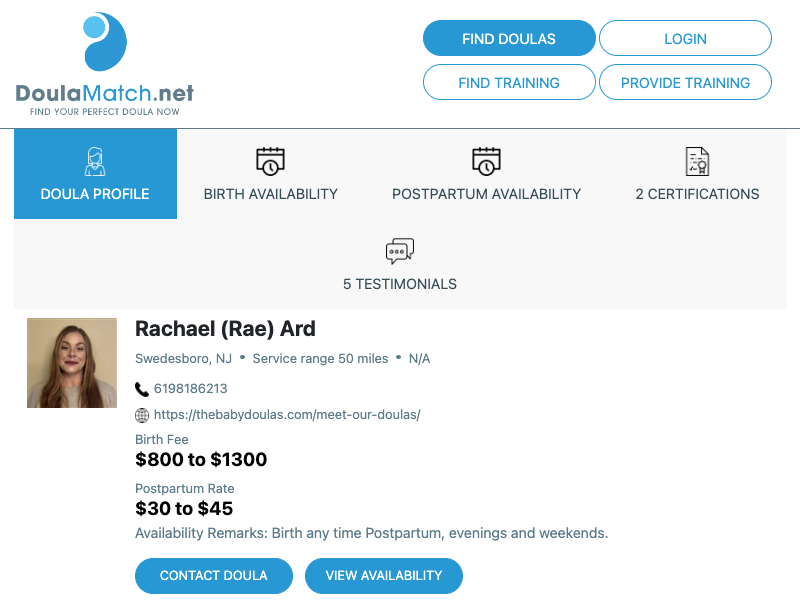 DoulaMatch.net
FIND YOUR PERFECT DOULA NOW
FIND DOULAS
LOGIN
FIND TRAINING
PROVIDE TRAINING
DOULA PROFILE
BIRTH AVAILABILITY
POSTPARTUM AVAILABILITY
2 CERTIFICATIONS
5 TESTIMONIALS
Rachael (Rae) Ard
Swedesboro, NJ • Service range 50 miles • N/A
6198186213
https://thebabydoulas.com/meet-our-doulas/
Birth Fee
$800 to $1300
Postpartum Rate
$30 to $45
Availability Remarks: Birth any time Postpartum, evenings and weekends.
CONTACT DOULA
VIEW AVAILABILITY